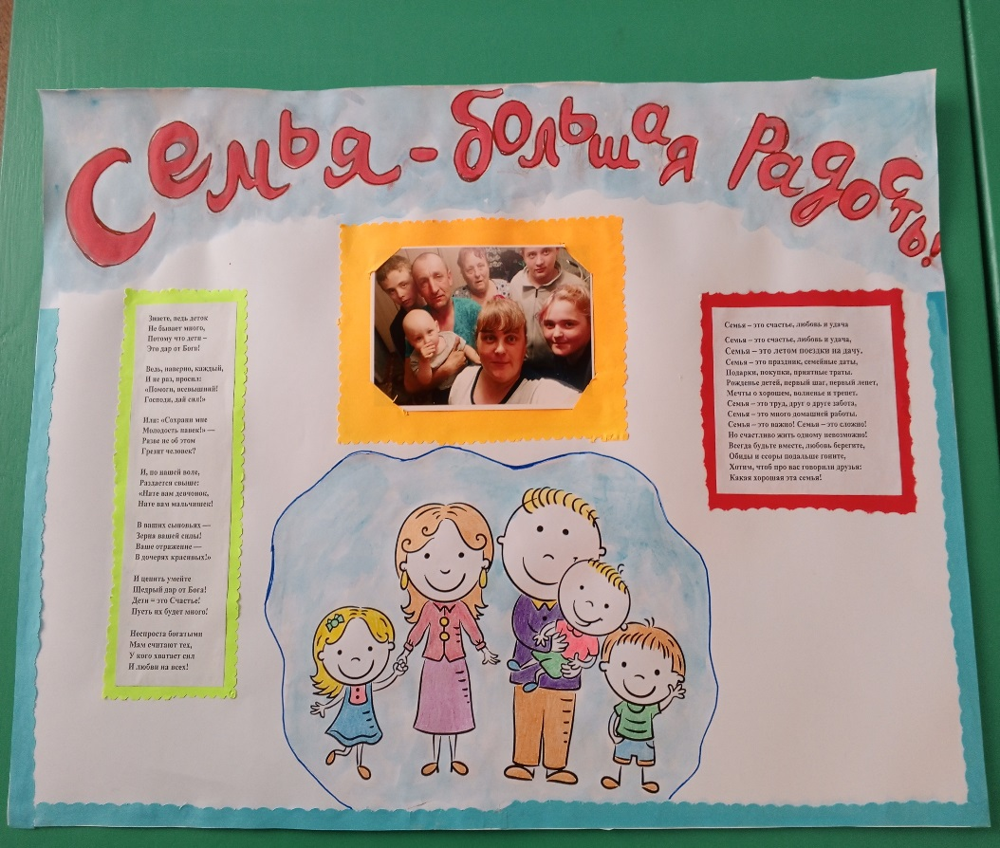 Семья - большая радость!
Знаете, ведь деток
Не бывает много,
Потому что дети –
Это дар от Бога!
Ведь, наверно, каждый,
И не раз, просил:
«Помоги, всевышний!
Господи, дай сил!»
Или: «Сохрани мне
Молодость навек!» —
Разве не об этом
Грезит человек?
И, по вашей воле,
Раздается свыше:
«Нате вам девчонок,
Нате вам мальчишек!
В ваших сыновьях —
Зерна вашей силы!
Ваше отражение —
В дочерях красивых!»
И ценить умейте
Щедрый дар от Бога!
Дети = это Счастье!
Пусть их будет много!
Неспроста богатыми
Мам считают тех,
У кого хватает сил
И любви на всех!
Семья – это счастье, любовь и удача
Семья – это счастье, любовь и удача,
Семья – это летом поездки на дачу.
Семья – это праздник, семейные даты,
Подарки, покупки, приятные траты.
Рожденье детей, первый шаг, первый лепет,
Мечты о хорошем, волненье и трепет.
Семья – это труд, друг о друге забота,
Семья – это много домашней работы.
Семья – это важно! Семья – это сложно!
Но счастливо жить одному невозможно!
Всегда будьте вместе, любовь берегите,
Обиды и ссоры подальше гоните,
Хотим, чтоб про вас говорили друзья:
Какая хорошая эта семья!